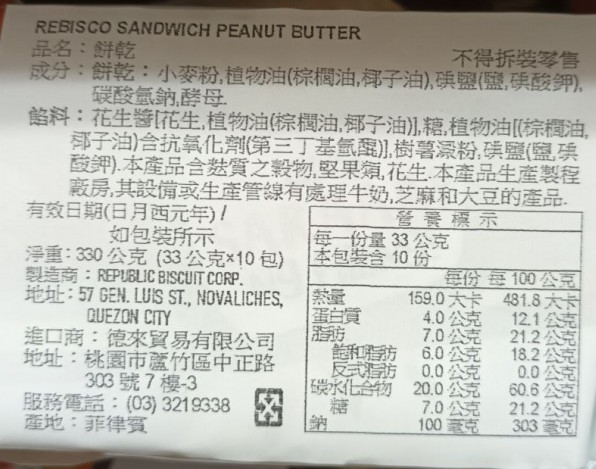 REBISCO SANDWICH PEANUT BUTTER
品名：餅乾
不得拆裝零售
成分：餅乾：小麥粉,植物油(棕櫚油,椰子油),碘鹽(鹽,碘酸鉀),
碳酸氫鈉,酵母.
餡料：花生醬[花生,植物油(棕櫚油,椰子油)],糖,植物油[(棕櫚油,
椰子油)含抗氧化劑(第三丁基氫醌)],樹薯澱粉,碘鹽(鹽,碘
酸鉀).本產品含麩質之穀物,堅果類,花生.本產品生產製程
廠房,其設備或生產管線有處理牛奶,芝麻和大豆的產品.
有效日期(日月西元年)/
如包裝所示
淨重：330 公克 (33 公克*10 包)
製造商：REPUBLIC BISCUIT CORP.
地址：57 GEN. LUIS ST., NOVALICHES,
QUEZON CITY
進口商：德來貿易有限公司
地址：桃園市蘆竹區中正路
303 號 7 樓-3
服務電話：(03) 3219338
產地：菲律賓
營養標示
每一份量 33 公克
本包裝含 10 份
每份 每 100 公克
熱量 159.0 大卡 481.8 大卡
蛋白質 4.0 公克 12.1 公克
脂肪 7.0 公克 21.2 公克
飽和脂肪 6.0 公克 18.2 公克
反式脂肪 0.0 公克 0.0 公克
碳水化合物 20.0 公克 60.6 公克
糖 7.0 公克 21.2 公克
鈉 100 毫克 303 毫克